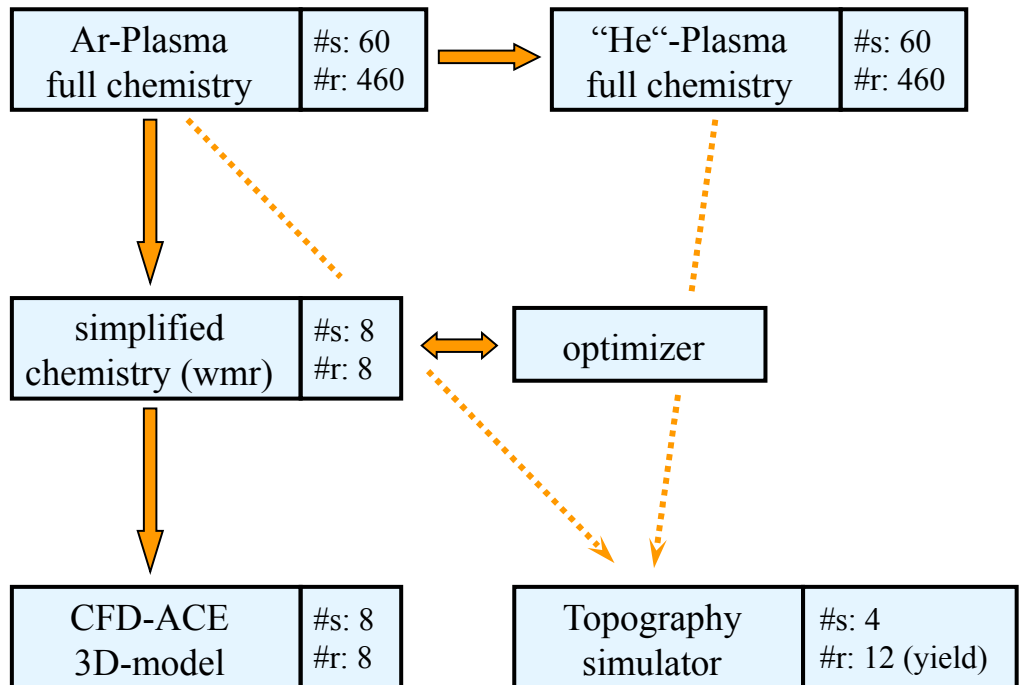 Ar-Plasma
full chemistry
#s: 60
#r: 460
“He“-Plasma
full chemistry
#s: 60
#r: 460
simplified
chemistry (wmr)
#s: 8
#r: 8
optimizer
CFD-ACE
3D-model
#s: 8
#r: 8
Topography
simulator
#s: 4
#r: 12 (yield)